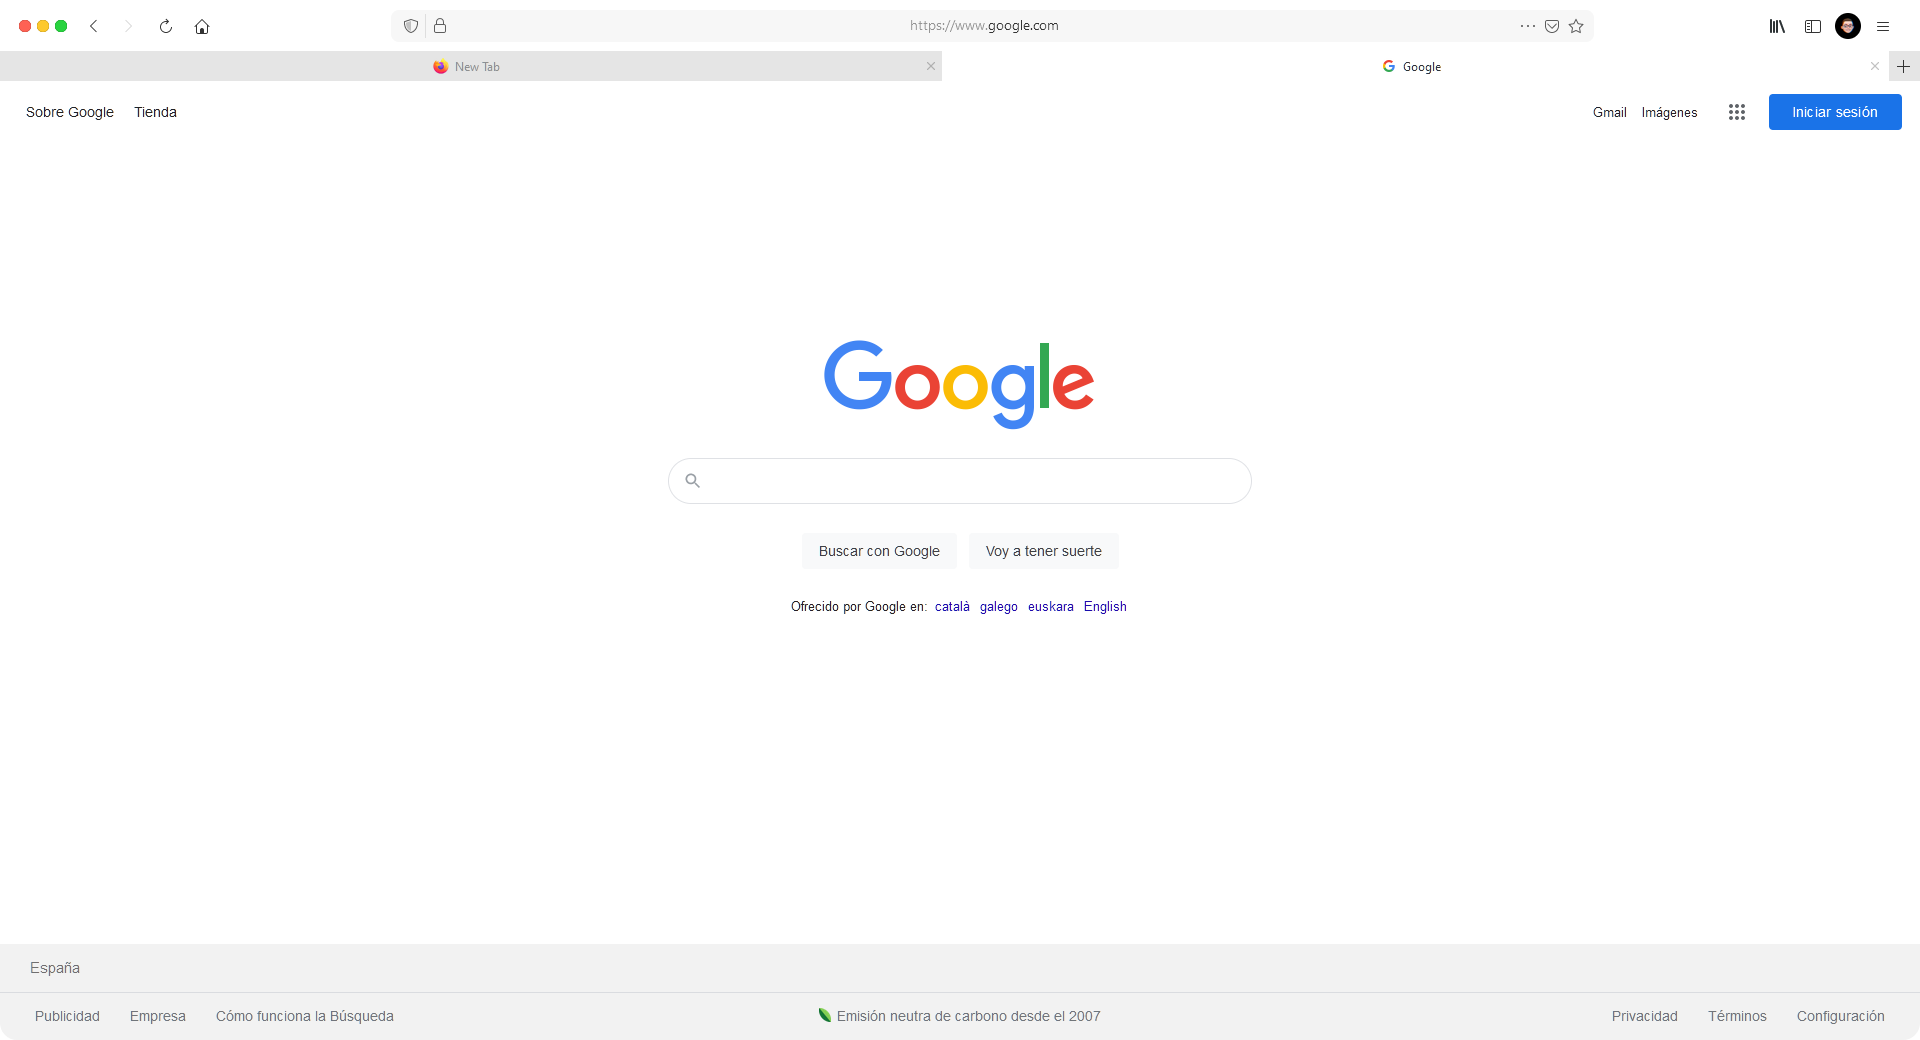 https://www.google.com
New Tab
Google
Sobre Google Tienda
Gmail Imágenes Iniciar sesión
Google
Buscar con Google Voy a tener suerte
Ofrecido por Google en: català galego euskara English
España
Publicidad Empresa Cómo funciona la Búsqueda Emisión neutra de carbono desde el 2007 Privacidad Términos Configuración